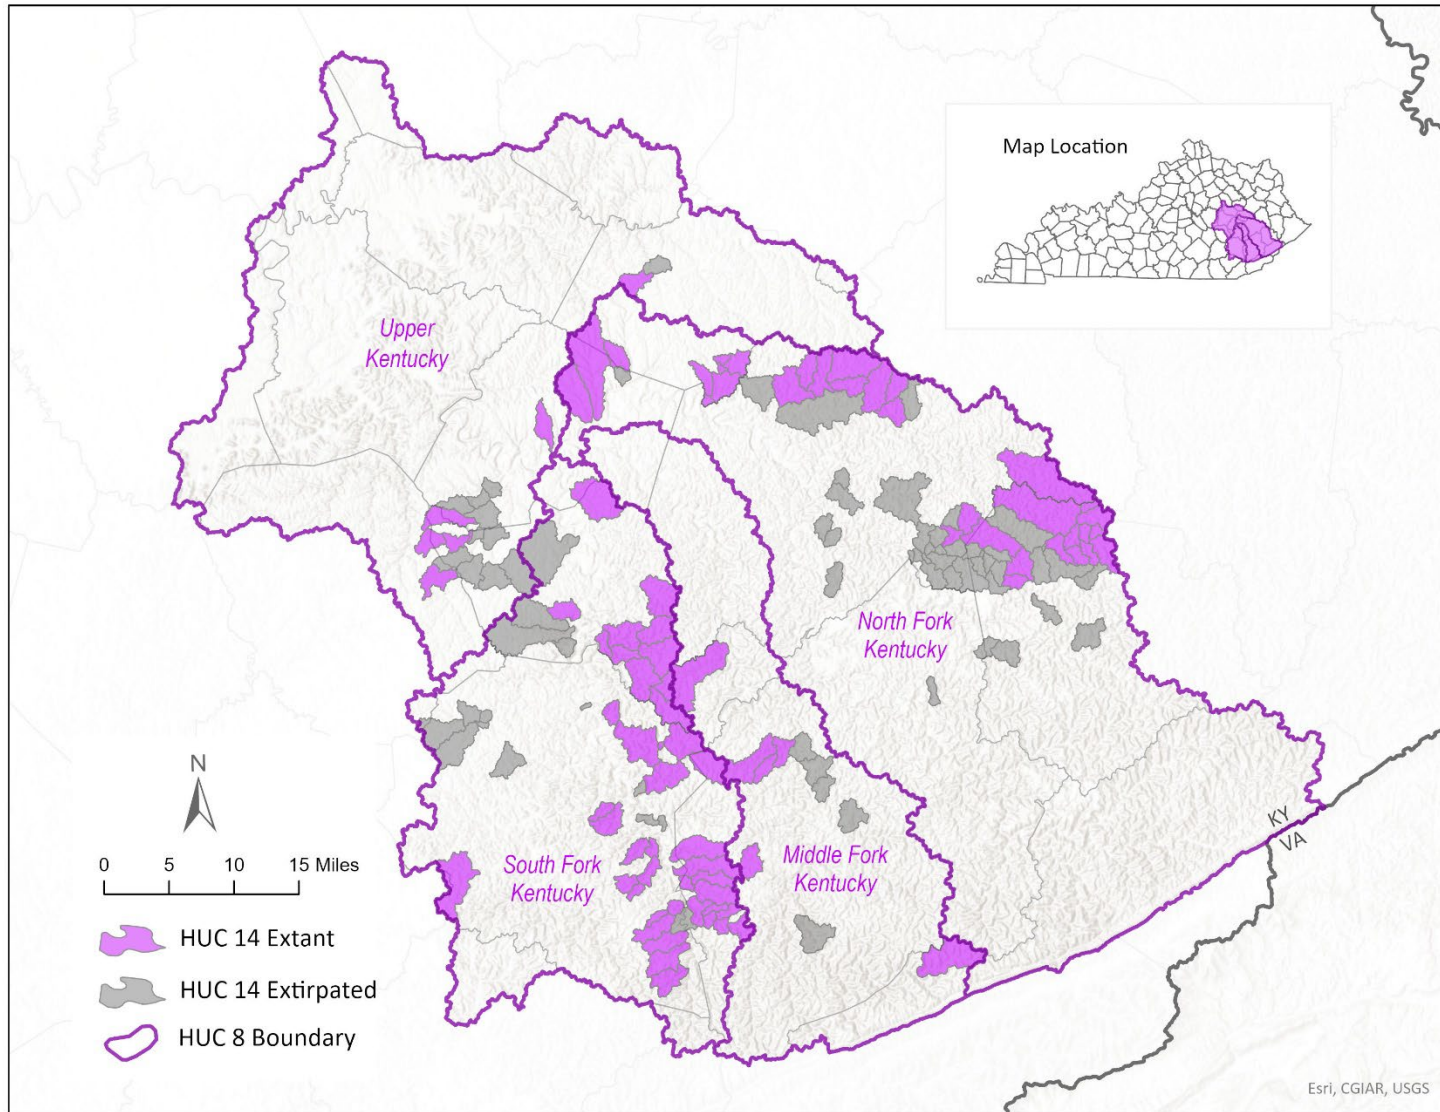 Map Location
Upper
Kentucky
North Fork
Kentucky
N
KY
VA
0 5 10 15 Miles
South Fork
Kentucky
Middle Fork
Kentucky
HUC 14 Extant
HUC 14 Extirpated
HUC 8 Boundary
Esri, CGIAR, USGS